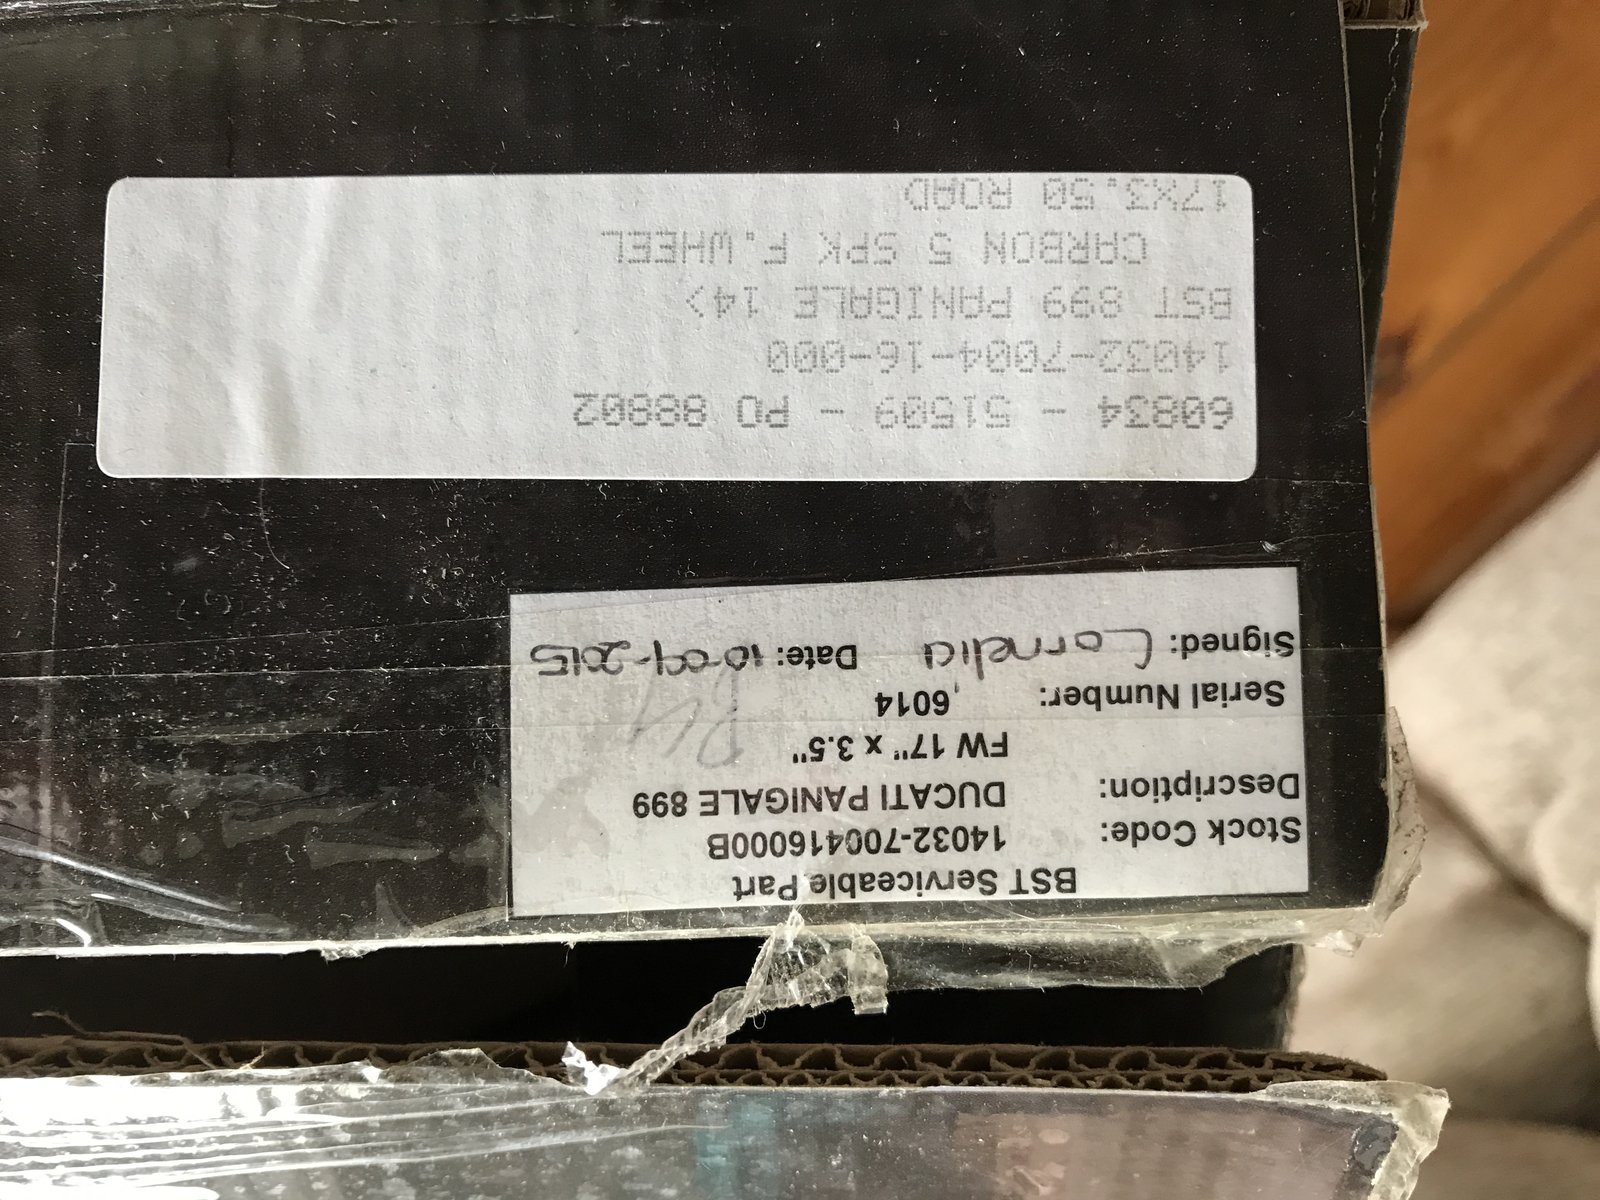 BST Serviceable Part
Stock Code: 14032-700416000B
Description: DUCATI PANIGALE 899
FW 17" x 3.5"
Serial Number: 6014
Signed: Cornelia Date: 10-09-2015
60834 - 51509 - PO 88802
14032-7004-16-000
BST 899 PANIGALE 14>
CARBON 5 SPK F.WHEEL
17X3.50 ROAD